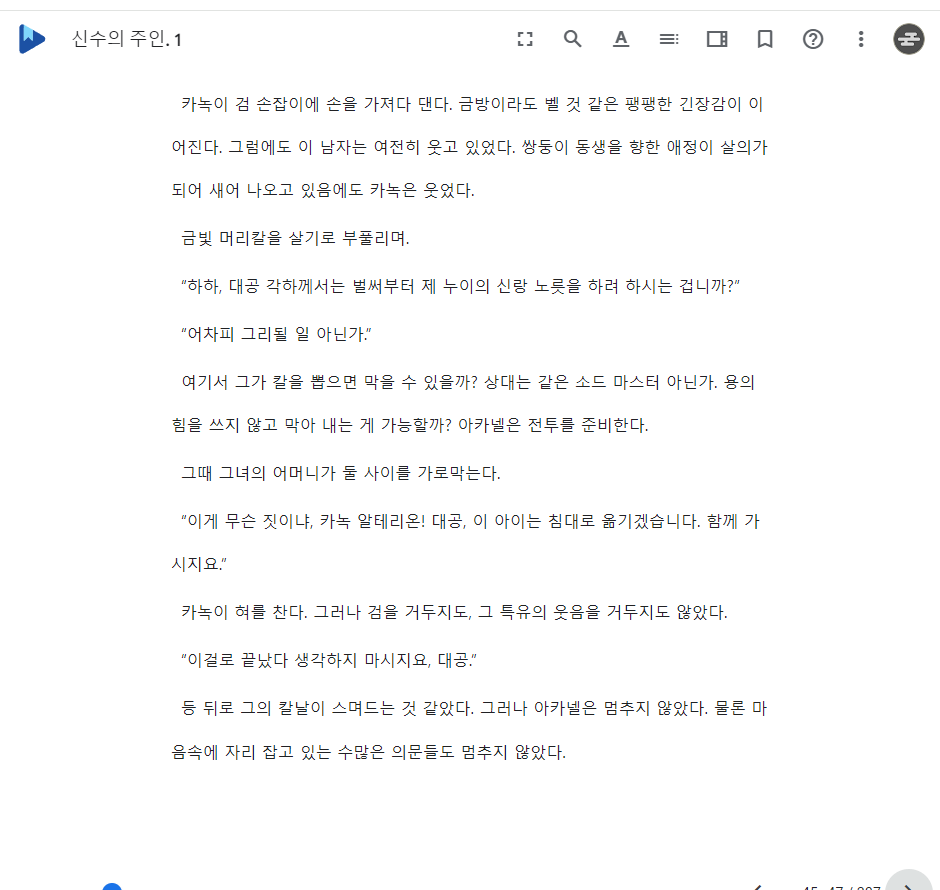 신수의 주인. 1
카녹이 검 손잡이에 손을 가져다 댄다. 금방이라도 벨 것 같은 팽팽한 긴장감이 이
어진다. 그럼에도 이 남자는 여전히 웃고 있었다. 쌍둥이 동생을 향한 애정이 살의가
되어 새어 나오고 있음에도 카녹은 웃었다.
금빛 머리칼을 살기로 부풀리며.
“하하, 대공 각하께서는 벌써부터 제 누이의 신랑 노릇을 하려 하시는 겁니까?”
“어차피 그리될 일 아닌가.”
여기서 그가 칼을 뽑으면 막을 수 있을까? 상대는 같은 소드 마스터 아닌가. 용의
힘을 쓰지 않고 막아 내는 게 가능할까? 아카넬은 전투를 준비한다.
그때 그녀의 어머니가 둘 사이를 가로막는다.
“이게 무슨 짓이냐, 카녹 알테리온! 대공, 이 아이는 침대로 옮기겠습니다. 함께 가
시지요.”
카녹이 혀를 찬다. 그러나 검을 거두지도, 그 특유의 웃음을 거두지도 않았다.
“이걸로 끝났다 생각하지 마시지요, 대공.”
등 뒤로 그의 칼날이 스며드는 것 같았다. 그러나 아카넬은 멈추지 않았다. 물론 마
음속에 자리 잡고 있는 수많은 의문들도 멈추지 않았다.